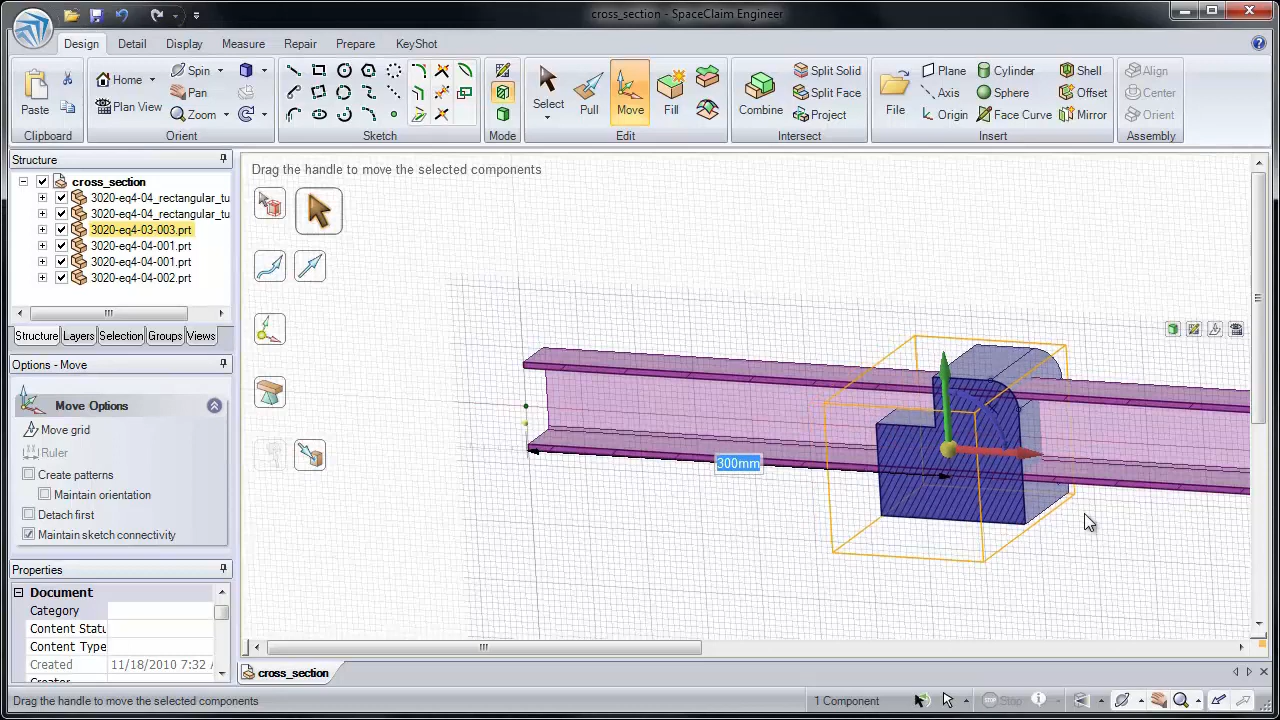 cross_section - SpaceClaim Engineer
Design Detail Display Measure Repair Prepare KeyShot
Paste
Clipboard
Home Spin
Plan View Pan
Zoom
Orient
Sketch
Mode
Select Pull Move Fill
Edit
Combine
Split Solid
Split Face
Project
Intersect
File
Plane Cylinder Shell
Axis Sphere Offset
Origin Face Curve Mirror
Insert
Align
Center
Orient
Assembly
Structure
cross_section
3020-eq4-04_rectangular_tu
3020-eq4-04_rectangular_tu
3020-eq4-03-003.prt
3020-eq4-04-001.prt
3020-eq4-04-001.prt
3020-eq4-04-002.prt
Structure Layers Selection Groups Views
Options - Move
Move Options
Move grid
Ruler
Create patterns
Maintain orientation
Detach first
Maintain sketch connectivity
Properties
Document
Category
Content Statu
Content Type
Created 11/18/2010 7:32
Drag the handle to move the selected components
300mm
cross_section
Drag the handle to move the selected components
1 Component
Stop